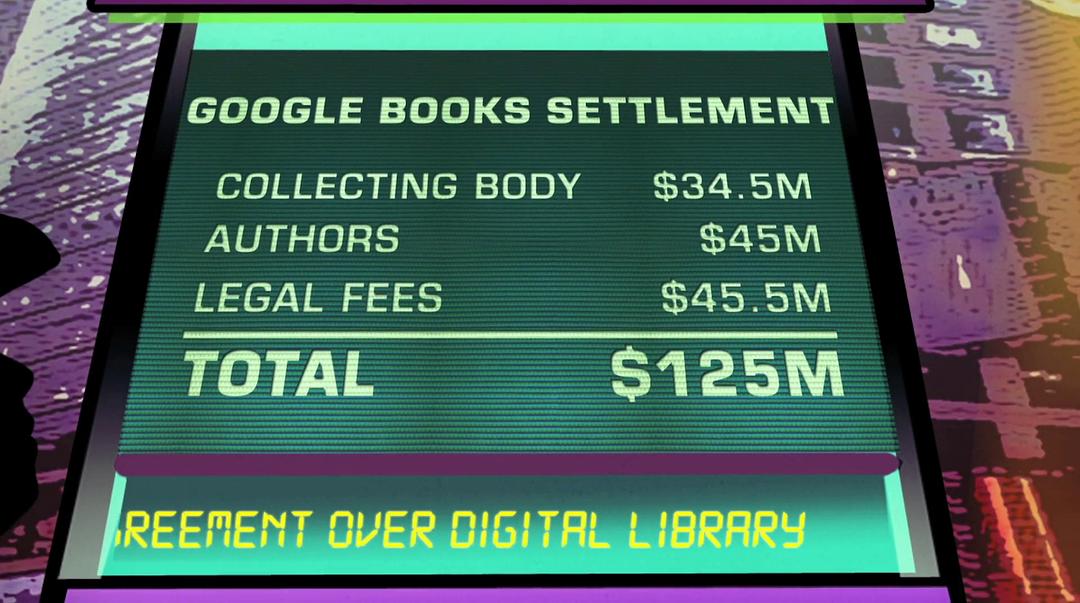 GOOGLE BOOKS SETTLEMENT
COLLECTING BODY $34.5M
AUTHORS $45M
LEGAL FEES $45.5M
TOTAL $125M
REEMENT OVER DIGITAL LIBRARY